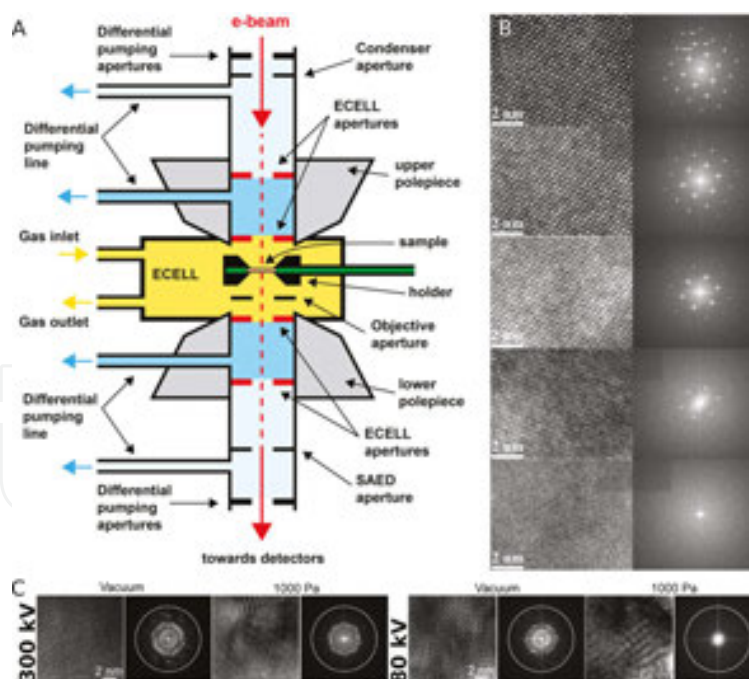 A
e-beam
Differential
pumping
apertures
Condenser
aperture
ECELL
apertures
Differential
pumping
line
upper
polepiece
Gas inlet
sample
ECELL
holder
Gas outlet
Objective
aperture
Differential
pumping
line
lower
polepiece
ECELL
apertures
SAED
aperture
Differential
pumping
apertures
towards detectors
B
2 nm
2 nm
2 nm
2 nm
C
Vacuum
1000 Pa
Vacuum
1000 Pa
300 kV
2 nm
80 kV
2 nm